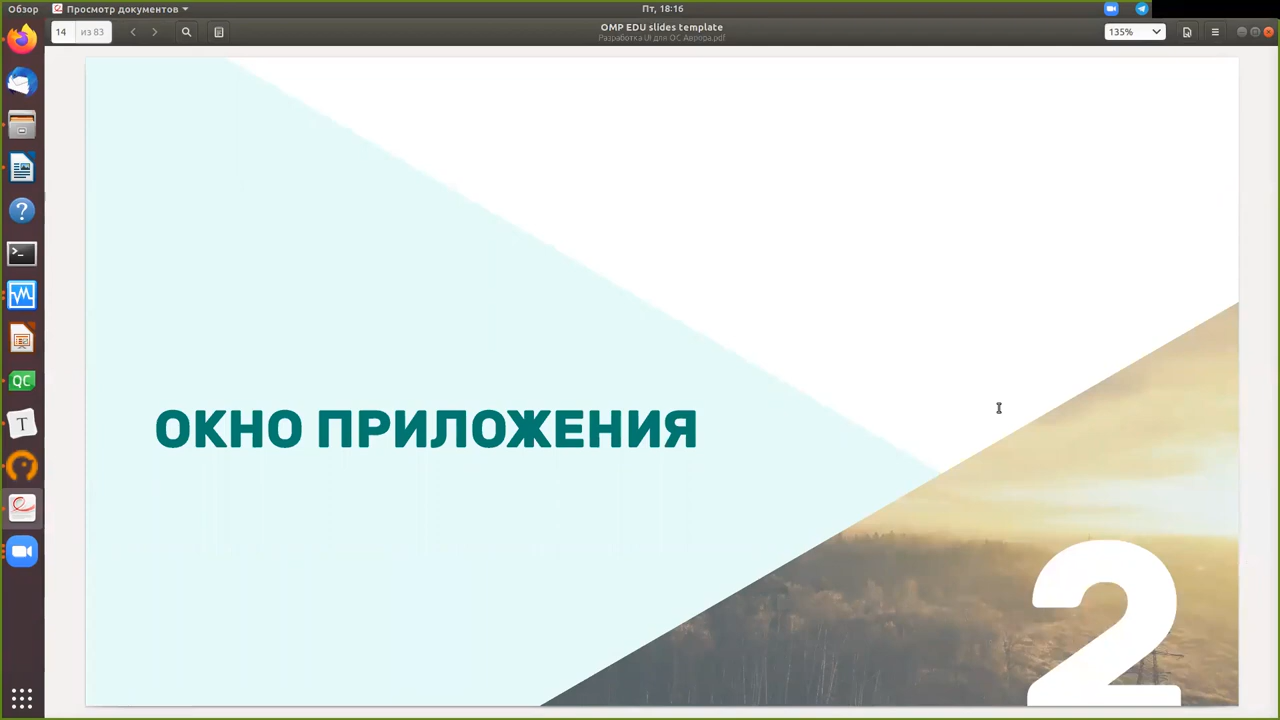 Обзор
Просмотр документов
Пт, 18:16
14
из 83
OMP EDU slides template
Разработка UI для ОС Аврора.pdf
135%
ОКНО ПРИЛОЖЕНИЯ
?
>_
QC
T
2